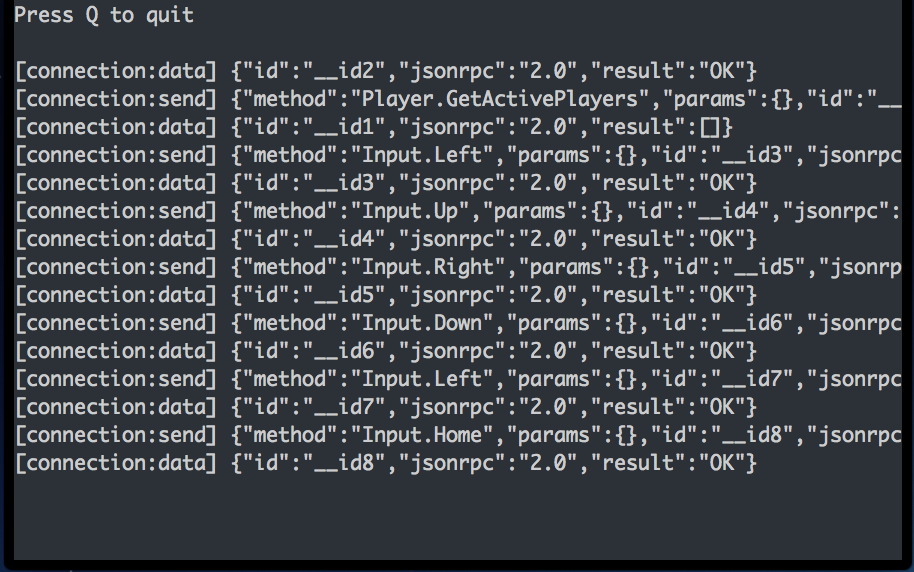 Press Q to quit
[connection:data] {"id":"__id2","jsonrpc":"2.0","result":"OK"}
[connection:send] {"method":"Player.GetActivePlayers","params":{},"id":"__
[connection:data] {"id":"__id1","jsonrpc":"2.0","result":[]}
[connection:send] {"method":"Input.Left","params":{},"id":"__id3","jsonrpc
[connection:data] {"id":"__id3","jsonrpc":"2.0","result":"OK"}
[connection:send] {"method":"Input.Up","params":{},"id":"__id4","jsonrpc":
[connection:data] {"id":"__id4","jsonrpc":"2.0","result":"OK"}
[connection:send] {"method":"Input.Right","params":{},"id":"__id5","jsonrp
[connection:data] {"id":"__id5","jsonrpc":"2.0","result":"OK"}
[connection:send] {"method":"Input.Down","params":{},"id":"__id6","jsonrpc
[connection:data] {"id":"__id6","jsonrpc":"2.0","result":"OK"}
[connection:send] {"method":"Input.Left","params":{},"id":"__id7","jsonrpc
[connection:data] {"id":"__id7","jsonrpc":"2.0","result":"OK"}
[connection:send] {"method":"Input.Home","params":{},"id":"__id8","jsonrpc
[connection:data] {"id":"__id8","jsonrpc":"2.0","result":"OK"}